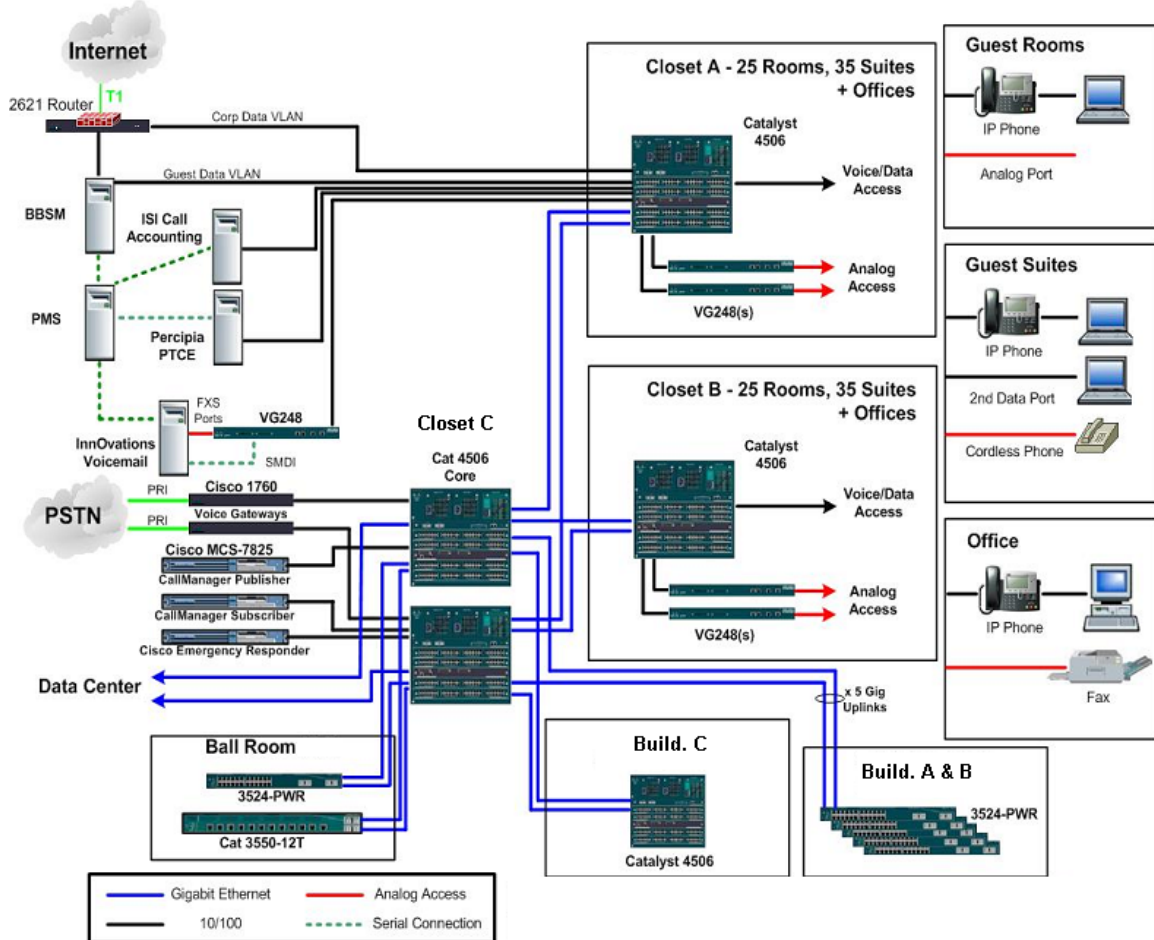 Internet
T1
2621 Router
Corp Data VLAN
Guest Data VLAN
BBSM
ISI Call
Accounting
PMS
Percipia
PTCE
FXS
Ports
VG248
InnOvations
Voicemail
SMDI
PSTN
PRI
PRI
Cisco 1760
Voice Gateways
Cisco MCS-7825
CallManager Publisher
CallManager Subscriber
Cisco Emergency Responder
Data Center
Closet C
Cat 4506
Core
Closet A - 25 Rooms, 35 Suites
+ Offices
Catalyst
4506
Voice/Data
Access
Analog
Access
VG248(s)
Closet B - 25 Rooms, 35 Suites
+ Offices
Catalyst
4506
Voice/Data
Access
Analog
Access
VG248(s)
Guest Rooms
IP Phone
Analog Port
Guest Suites
IP Phone
2nd Data Port
Cordless Phone
Office
IP Phone
Fax
x 5 Gig
Uplinks
Ball Room
3524-PWR
Cat 3550-12T
Build. C
Catalyst 4506
Build. A & B
3524-PWR
Gigabit Ethernet
Analog Access
10/100
Serial Connection